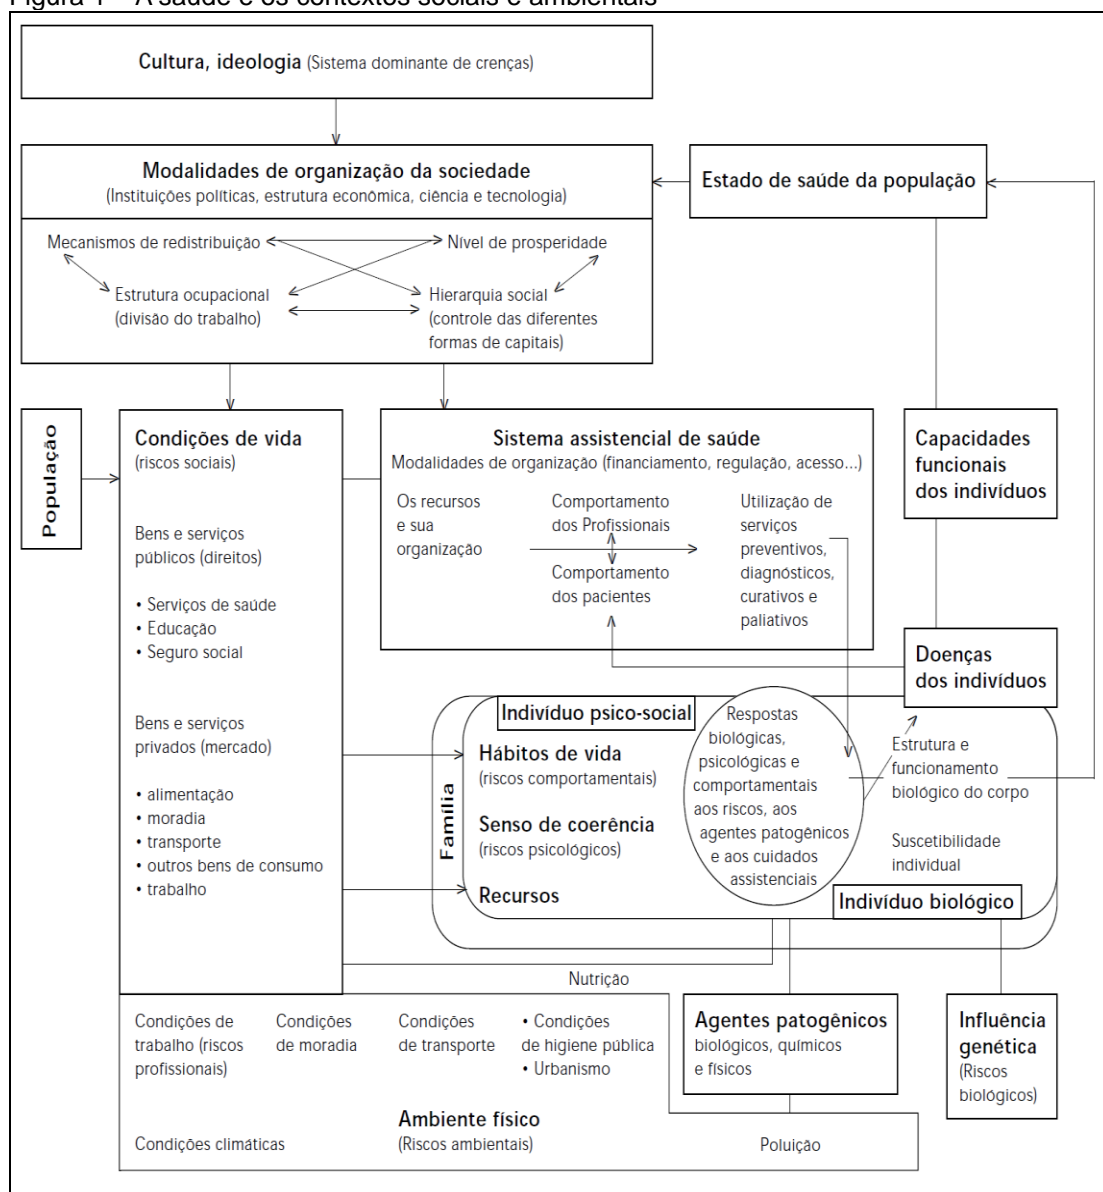 Figura 1 – A saúde e os contextos sociais e ambientais
Cultura, ideologia (Sistema dominante de crenças)
Modalidades de organização da sociedade
(Instituições políticas, estrutura econômica, ciência e tecnologia)
Estado de saúde da população
Mecanismos de redistribuição
Nível de prosperidade
Estrutura ocupacional
(divisão do trabalho)
Hierarquia social
(controle das diferentes
formas de capitais)
População
Condições de vida
(riscos sociais)
Bens e serviços
públicos (direitos)
• Serviços de saúde
• Educação
• Seguro social
Bens e serviços
privados (mercado)
• alimentação
• moradia
• transporte
• outros bens de consumo
• trabalho
Sistema assistencial de saúde
Modalidades de organização (financiamento, regulação, acesso...)
Os recursos
e sua
organização
Comportamento
dos Profissionais
Comportamento
dos pacientes
Utilização de
serviços
preventivos,
diagnósticos,
curativos e
paliativos
Capacidades
funcionais
dos indivíduos
Doenças
dos indivíduos
Família
Indivíduo psico-social
Hábitos de vida
(riscos comportamentais)
Senso de coerência
(riscos psicológicos)
Recursos
Respostas
biológicas,
psicológicas e
comportamentais
aos riscos, aos
agentes patogênicos
e aos cuidados
assistenciais
Estrutura e
funcionamento
biológico do corpo
Suscetibilidade
individual
Indivíduo biológico
Nutrição
Condições de
trabalho (riscos
profissionais)
Condições
de moradia
Condições
de transporte
• Condições
de higiene pública
• Urbanismo
Agentes patogênicos
biológicos, químicos
e físicos
Influência
genética
(Riscos
biológicos)
Ambiente físico
(Riscos ambientais)
Condições climáticas
Poluição